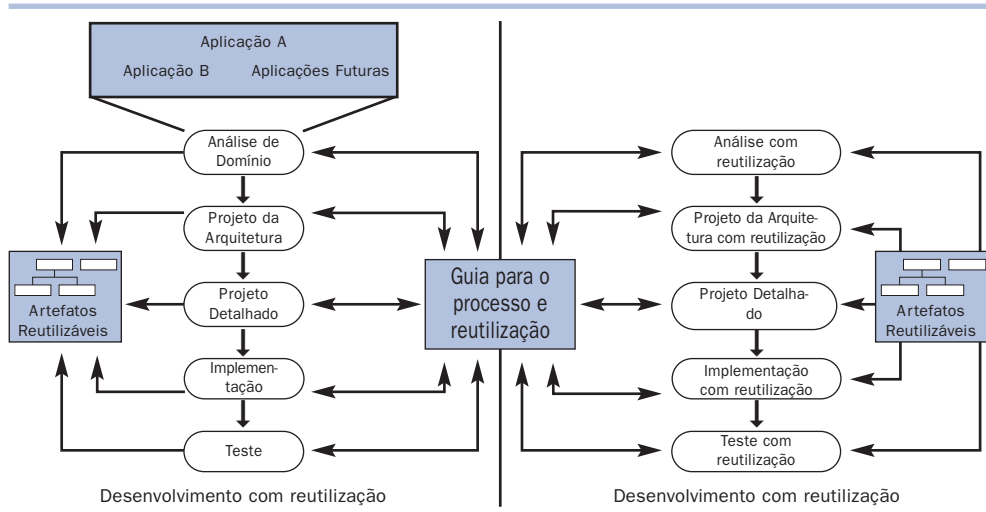 Aplicação A
Aplicação B
Aplicações Futuras
Análise de
Domínio
Projeto da
Arquitetura
Projeto
Detalhado
Implemen-
tação
Teste
Artefatos
Reutilizáveis
Desenvolvimento com reutilização
Guia para o
processo e
reutilização
Análise com
reutilização
Projeto da Arquite-
tura com reutilização
Projeto Detalha-
do
Implementação
com reutilização
Teste com
reutilização
Artefatos
Reutilizáveis
Desenvolvimento com reutilização